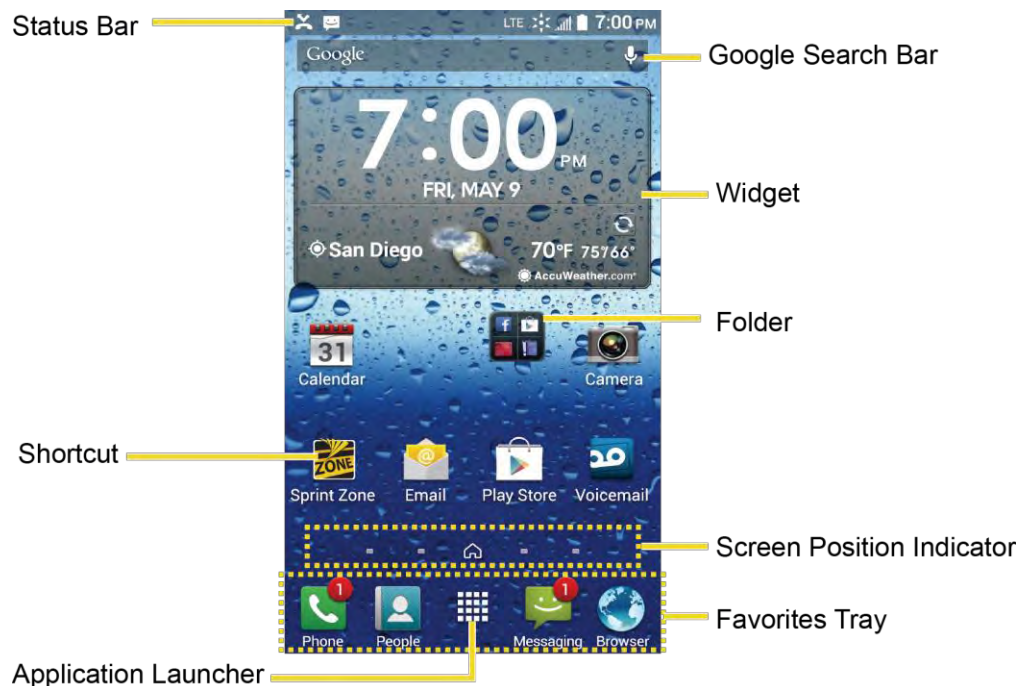 Status Bar
LTE 7:00 PM
Google
Google Search Bar
7:00 PM
FRI, MAY 9
Widget
San Diego
70°F 75°66°
AccuWeather.com
Folder
31
Calendar
Camera
Shortcut
ZONE
Sprint Zone
Email
Play Store
Voicemail
Screen Position Indicator
1
1
Phone
People
Messaging
Browser
Favorites Tray
Application Launcher